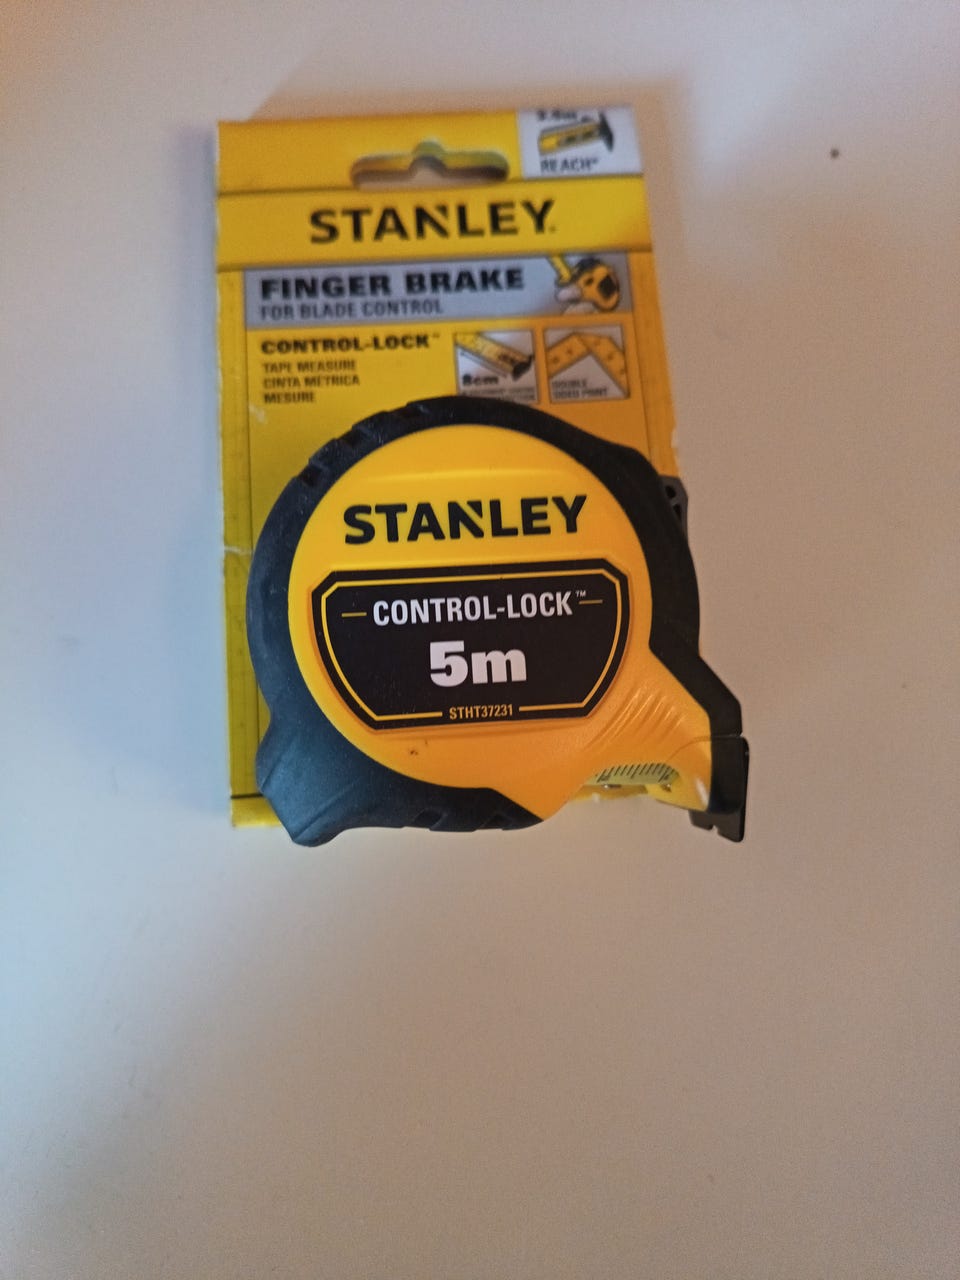 REACH
STANLEY
FINGER BRAKE
FOR BLADE CONTROL
CONTROL-LOCK™
TAPE MEASURE
CINTA MÉTRICA
MESURE
8cm
DOUBLE
SIDED PRINT
STANLEY
CONTROL-LOCK™
5m
STHT37231